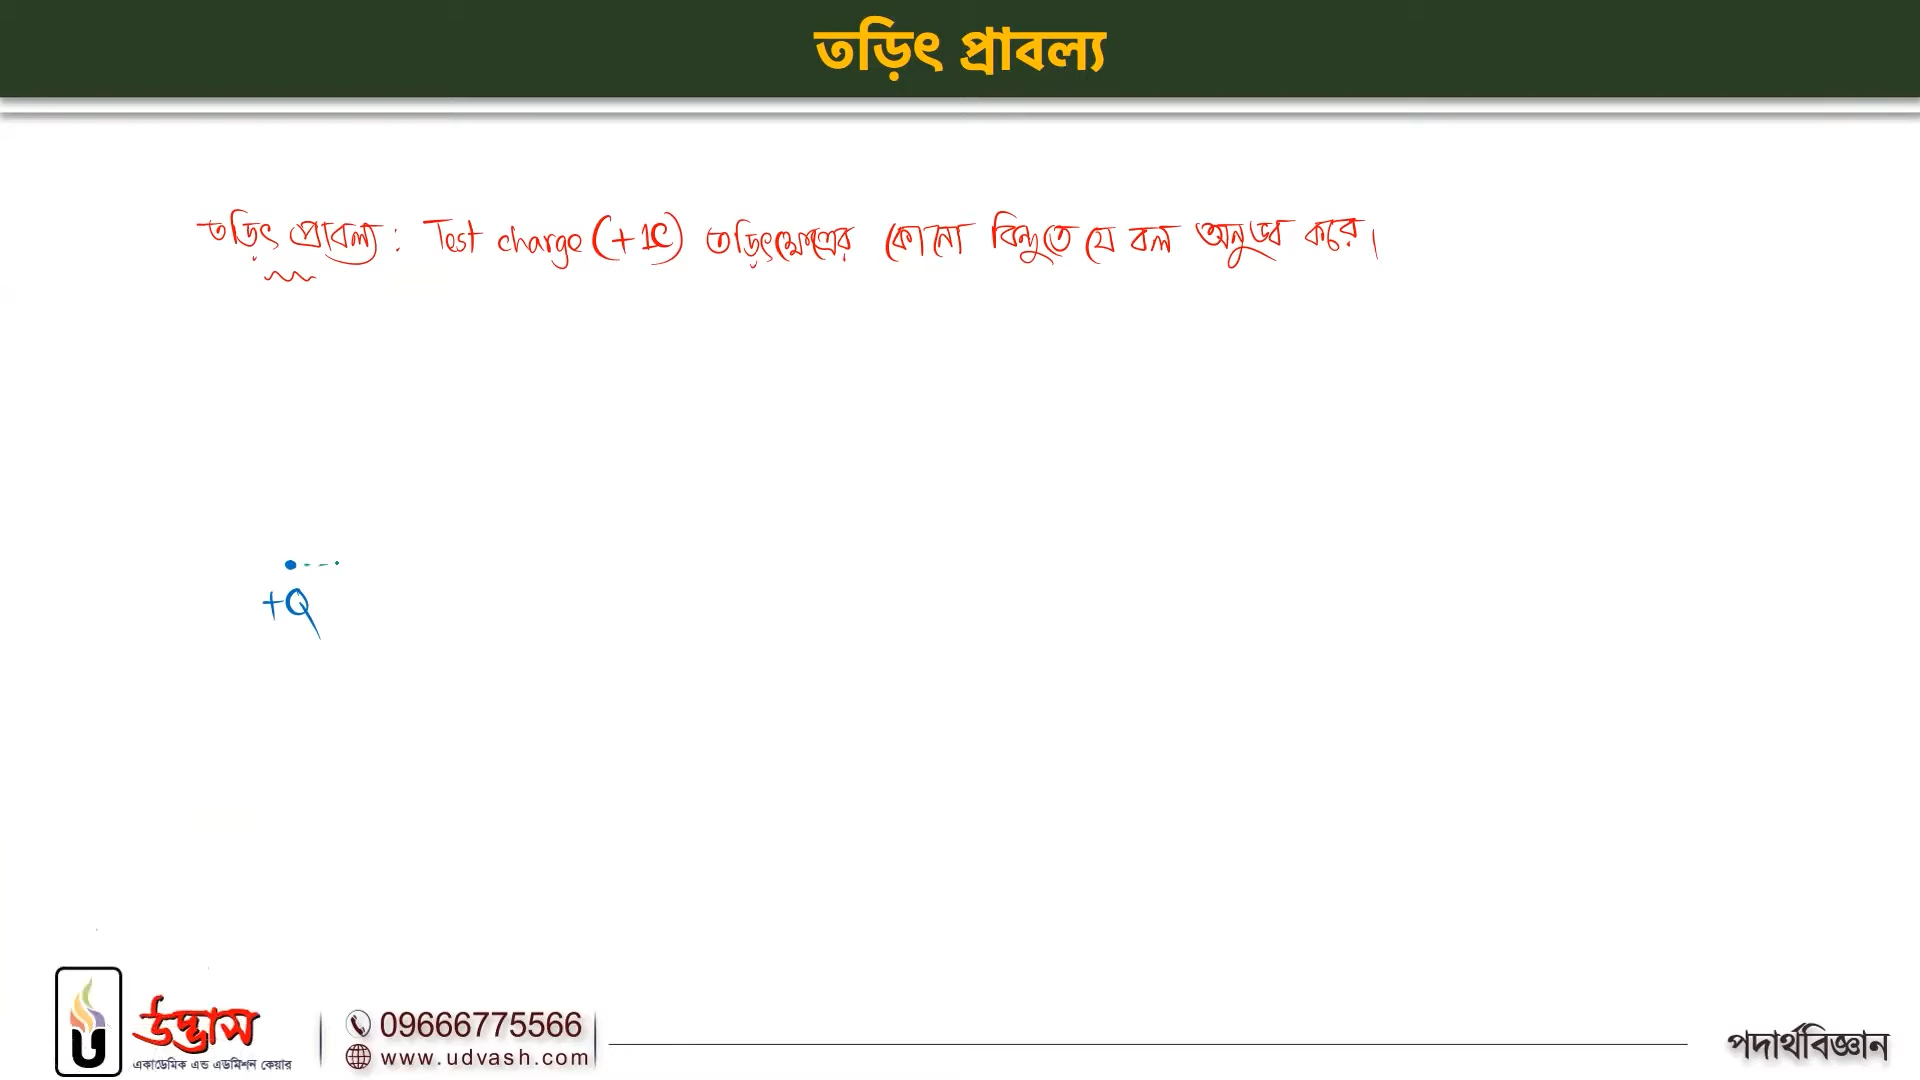 তড়িৎ প্রাবল্য
তড়িৎ প্রাবল্য : Test charge (+1C) তড়িৎক্ষেত্রের কোনো বিন্দুতে যে বল অনুভব করে।
+Q
উদ্ভাস
একাডেমিক এন্ড এডমিশন কেয়ার
09666775566
www.udvash.com
পদার্থবিজ্ঞান